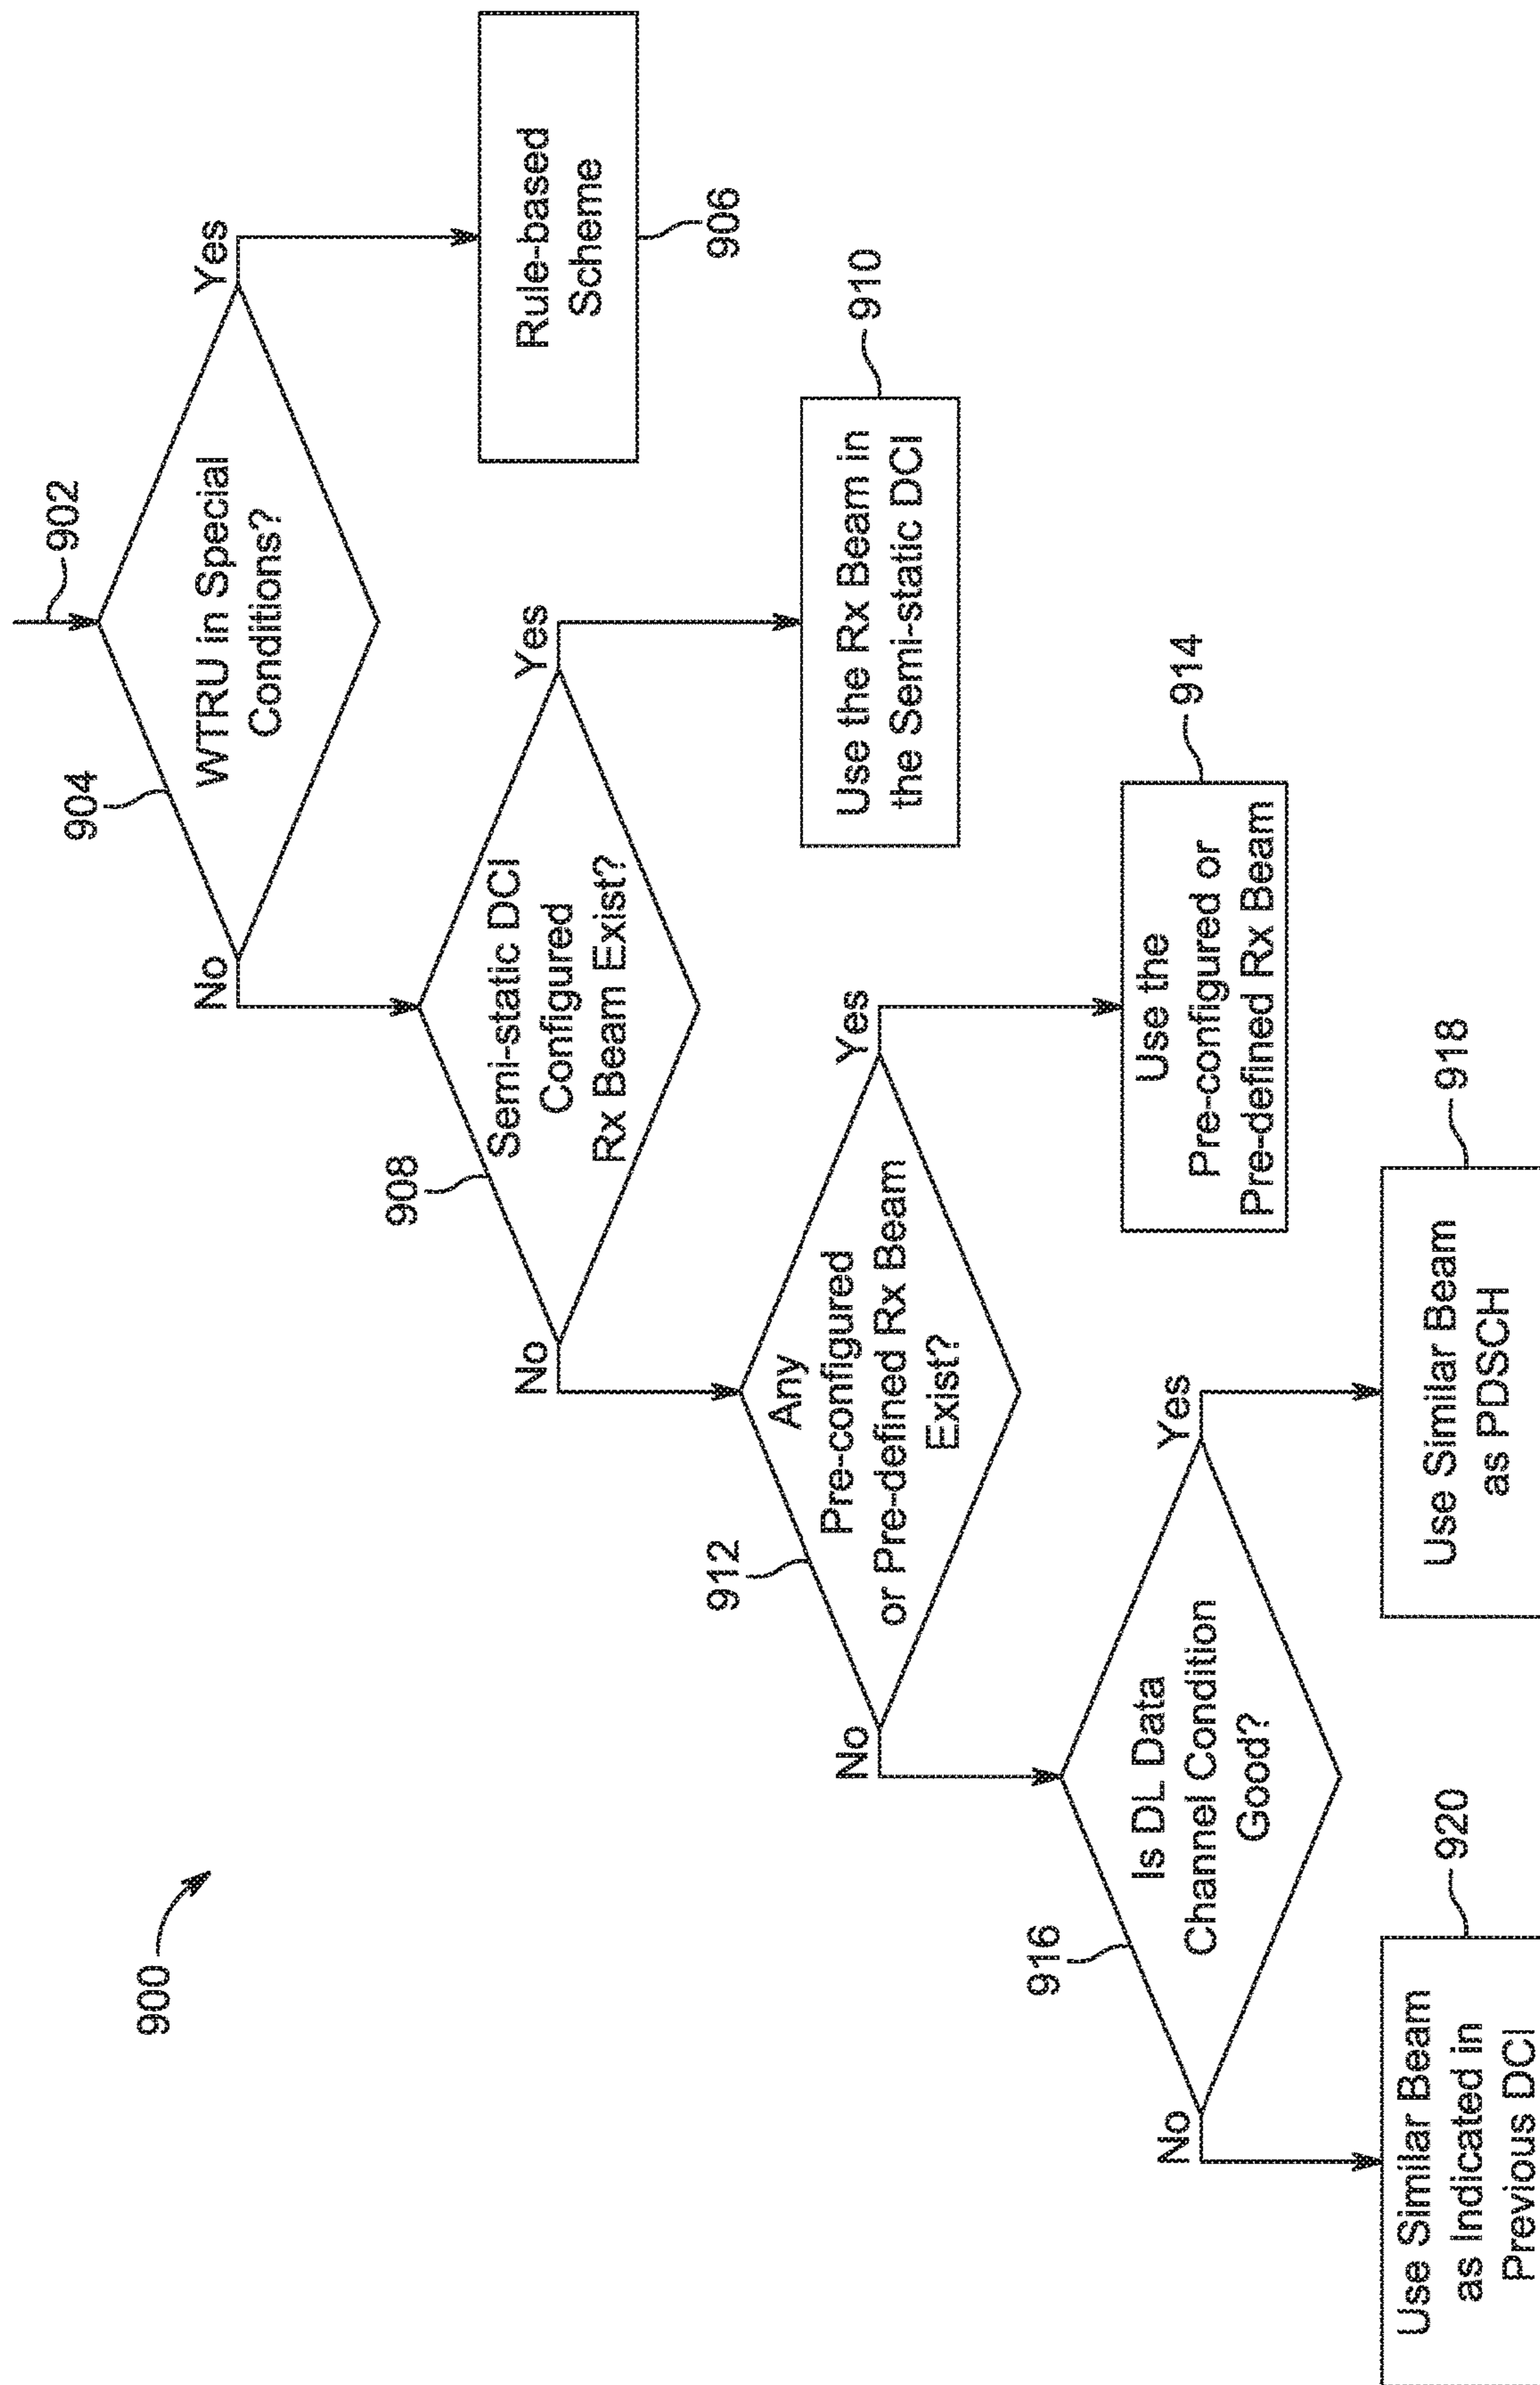 900
902
904
WTRU in Special
Conditions?
Yes
No
Rule-based
Scheme
906
908
Semi-static DCI
Configured
Rx Beam Exist?
Yes
No
Use the Rx Beam in
the Semi-static DCI
910
912
Any
Pre-configured
or Pre-defined Rx Beam
Exist?
Yes
No
Use the
Pre-configured or
Pre-defined Rx Beam
914
916
Is DL Data
Channel Condition
Good?
Yes
No
Use Similar Beam
as PDSCH
918
Use Similar Beam
as Indicated in
Previous DCI
920